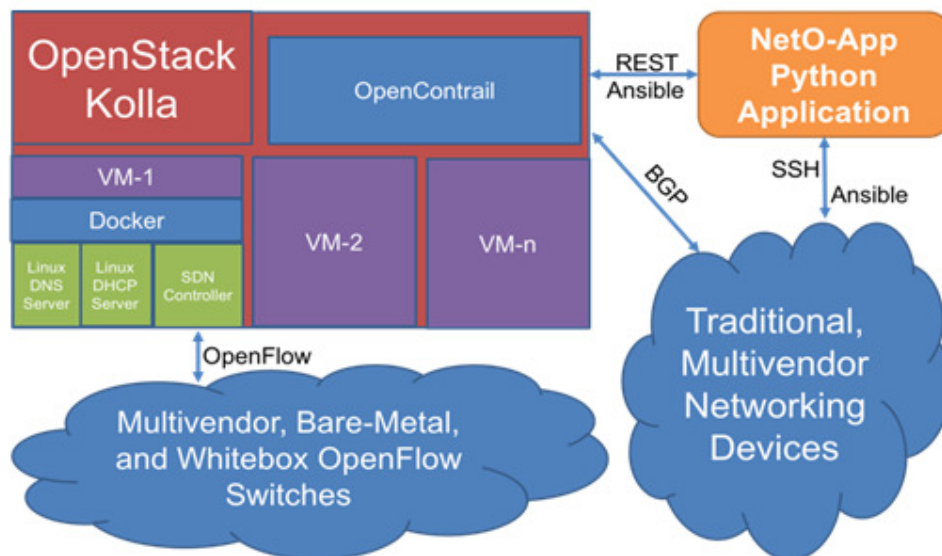 OpenStack
Kolla
OpenContrail
REST
Ansible
NetO-App
Python
Application
VM-1
Docker
Linux
DNS
Server
Linux
DHCP
Server
SDN
Controller
VM-2
VM-n
BGP
SSH
Ansible
OpenFlow
Multivendor, Bare-Metal,
and Whitebox OpenFlow
Switches
Traditional,
Multivendor
Networking
Devices